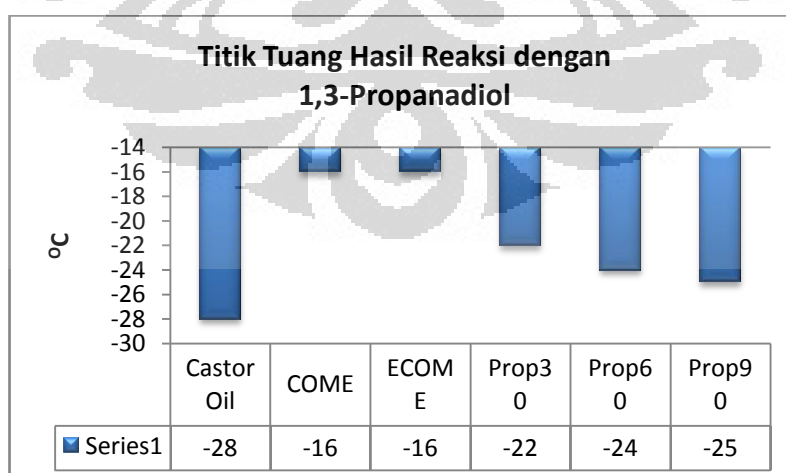 Titik Tuang Hasil Reaksi dengan
1,3-Propanadiol
-14
-16
-18
-20
-22
-24
-26
-28
-30
⁰C
Castor
Oil
COME
ECOM
E
Prop3
0
Prop6
0
Prop9
0
Series1 -28 -16 -16 -22 -24 -25